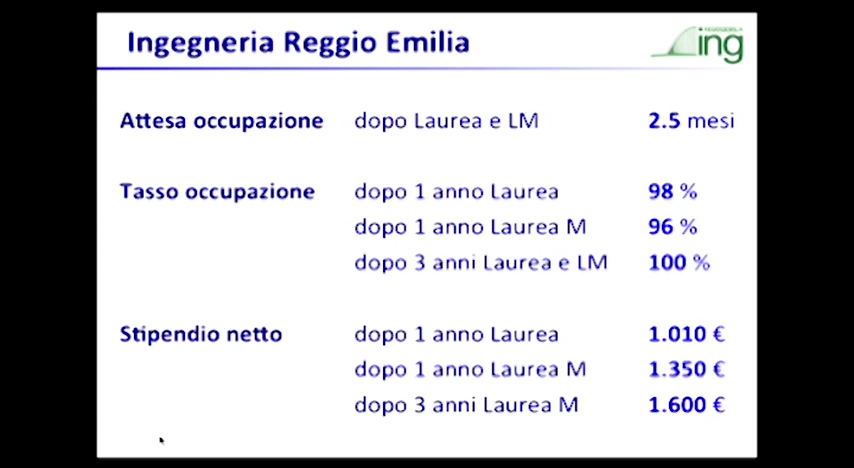 Ingegneria Reggio Emilia
ing
Attesa occupazione dopo Laurea e LM 2.5 mesi
Tasso occupazione dopo 1 anno Laurea 98 %
dopo 1 anno Laurea M 96 %
dopo 3 anni Laurea e LM 100 %
Stipendio netto dopo 1 anno Laurea 1.010 €
dopo 1 anno Laurea M 1.350 €
dopo 3 anni Laurea M 1.600 €